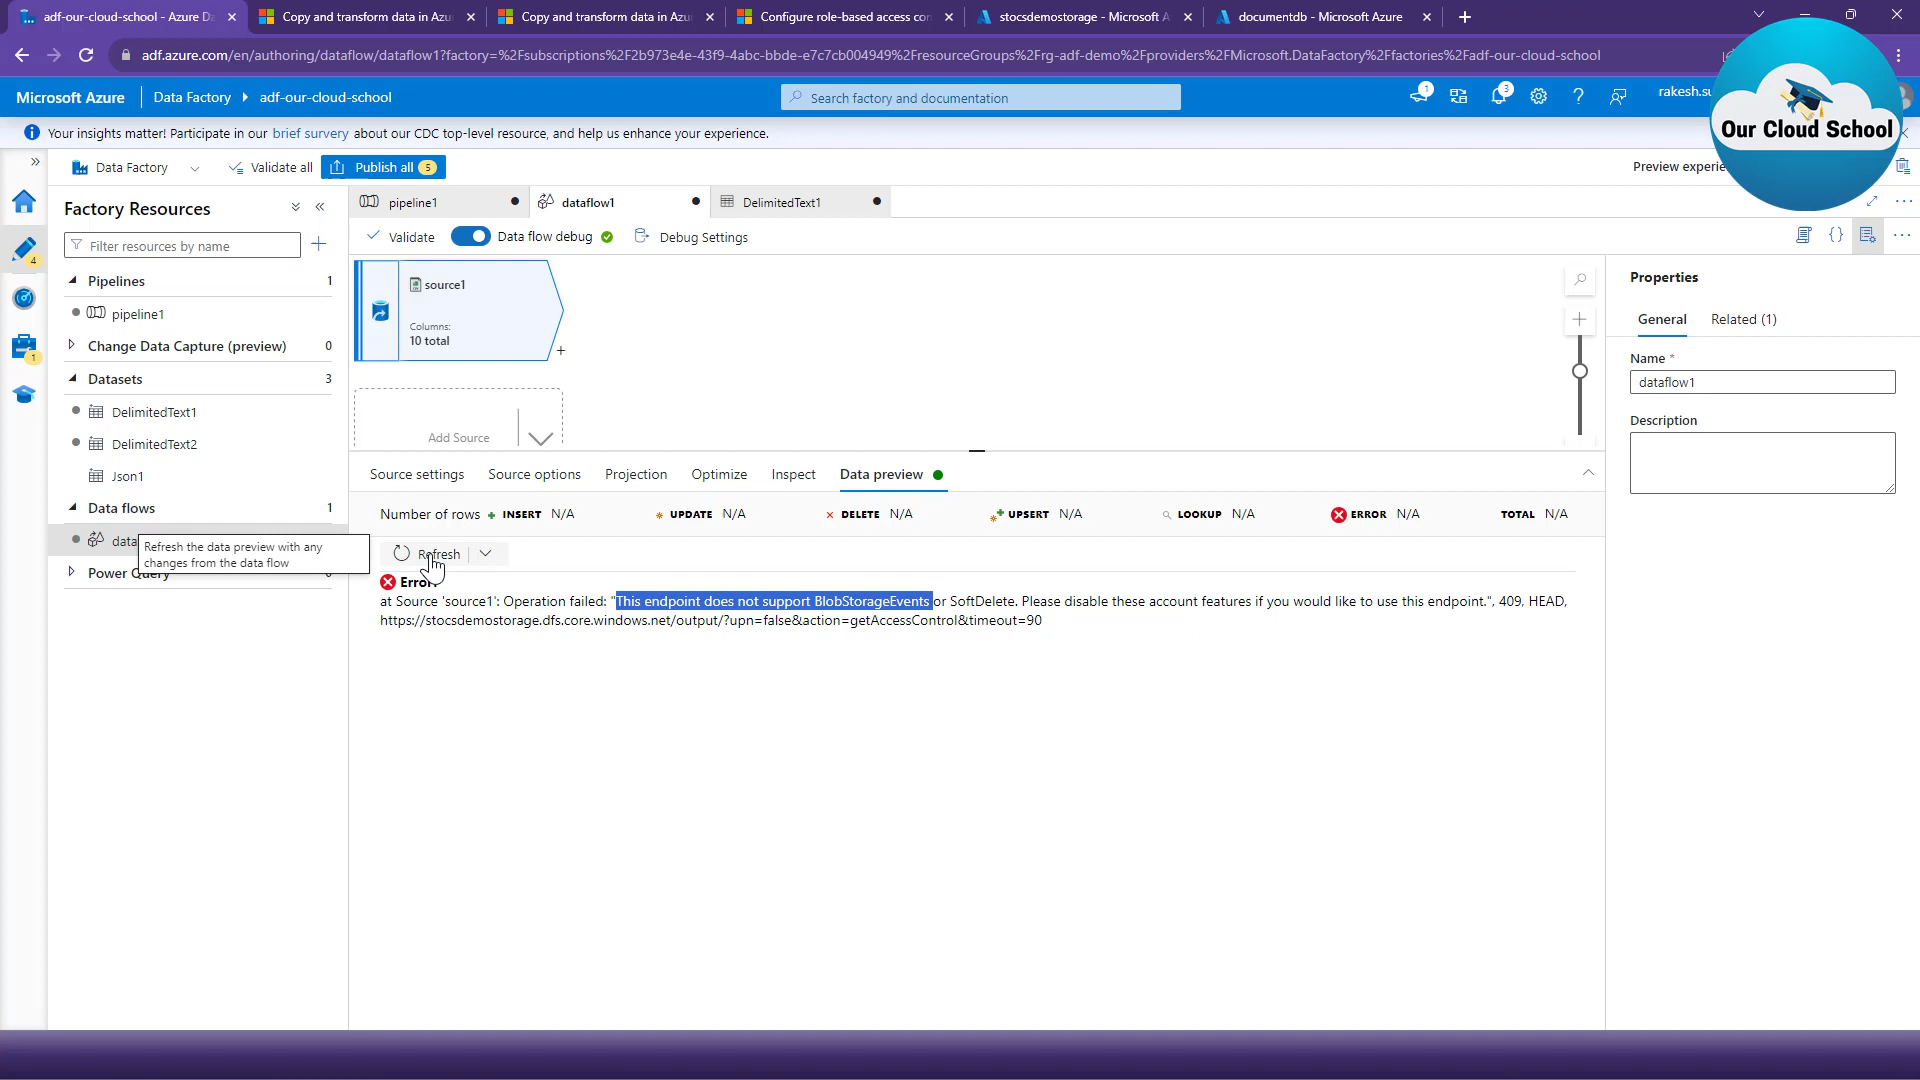 adf-our-cloud-school - Azure Da
Copy and transform data in Azu
Copy and transform data in Azu
Configure role-based access con
stocsdemostorage - Microsoft A
documentdb - Microsoft Azure
adf.azure.com/en/authoring/dataflow/dataflow1?factory=%2Fsubscriptions%2F2b973e4e-43f9-4abc-bbde-e7c7cb004949%2FresourceGroups%2Frg-adf-demo%2Fproviders%2FMicrosoft.DataFactory%2Ffactories%2Fadf-our-cloud-school
Microsoft Azure
Data Factory
adf-our-cloud-school
Search factory and documentation
1
3
rakesh.su
Our Cloud School
Your insights matter! Participate in our brief survey about our CDC top-level resource, and help us enhance your experience.
Data Factory
Validate all
Publish all 5
Preview experie
4
1
Factory Resources
Filter resources by name
Pipelines 1
pipeline1
Change Data Capture (preview) 0
Datasets 3
DelimitedText1
DelimitedText2
Json1
Data flows 1
data
Refresh the data preview with any
changes from the data flow
Power Query
pipeline1
dataflow1
DelimitedText1
Validate
Data flow debug
Debug Settings
source1
Columns:
10 total
+
Add Source
Source settings
Source options
Projection
Optimize
Inspect
Data preview
Number of rows
INSERT N/A
UPDATE N/A
DELETE N/A
UPSERT N/A
LOOKUP N/A
ERROR N/A
TOTAL N/A
Refresh
Error
at Source 'source1': Operation failed: "This endpoint does not support BlobStorageEvents or SoftDelete. Please disable these account features if you would like to use this endpoint.", 409, HEAD,
https://stocsdemostorage.dfs.core.windows.net/output/?upn=false&action=getAccessControl&timeout=90
Properties
General
Related (1)
Name *
dataflow1
Description